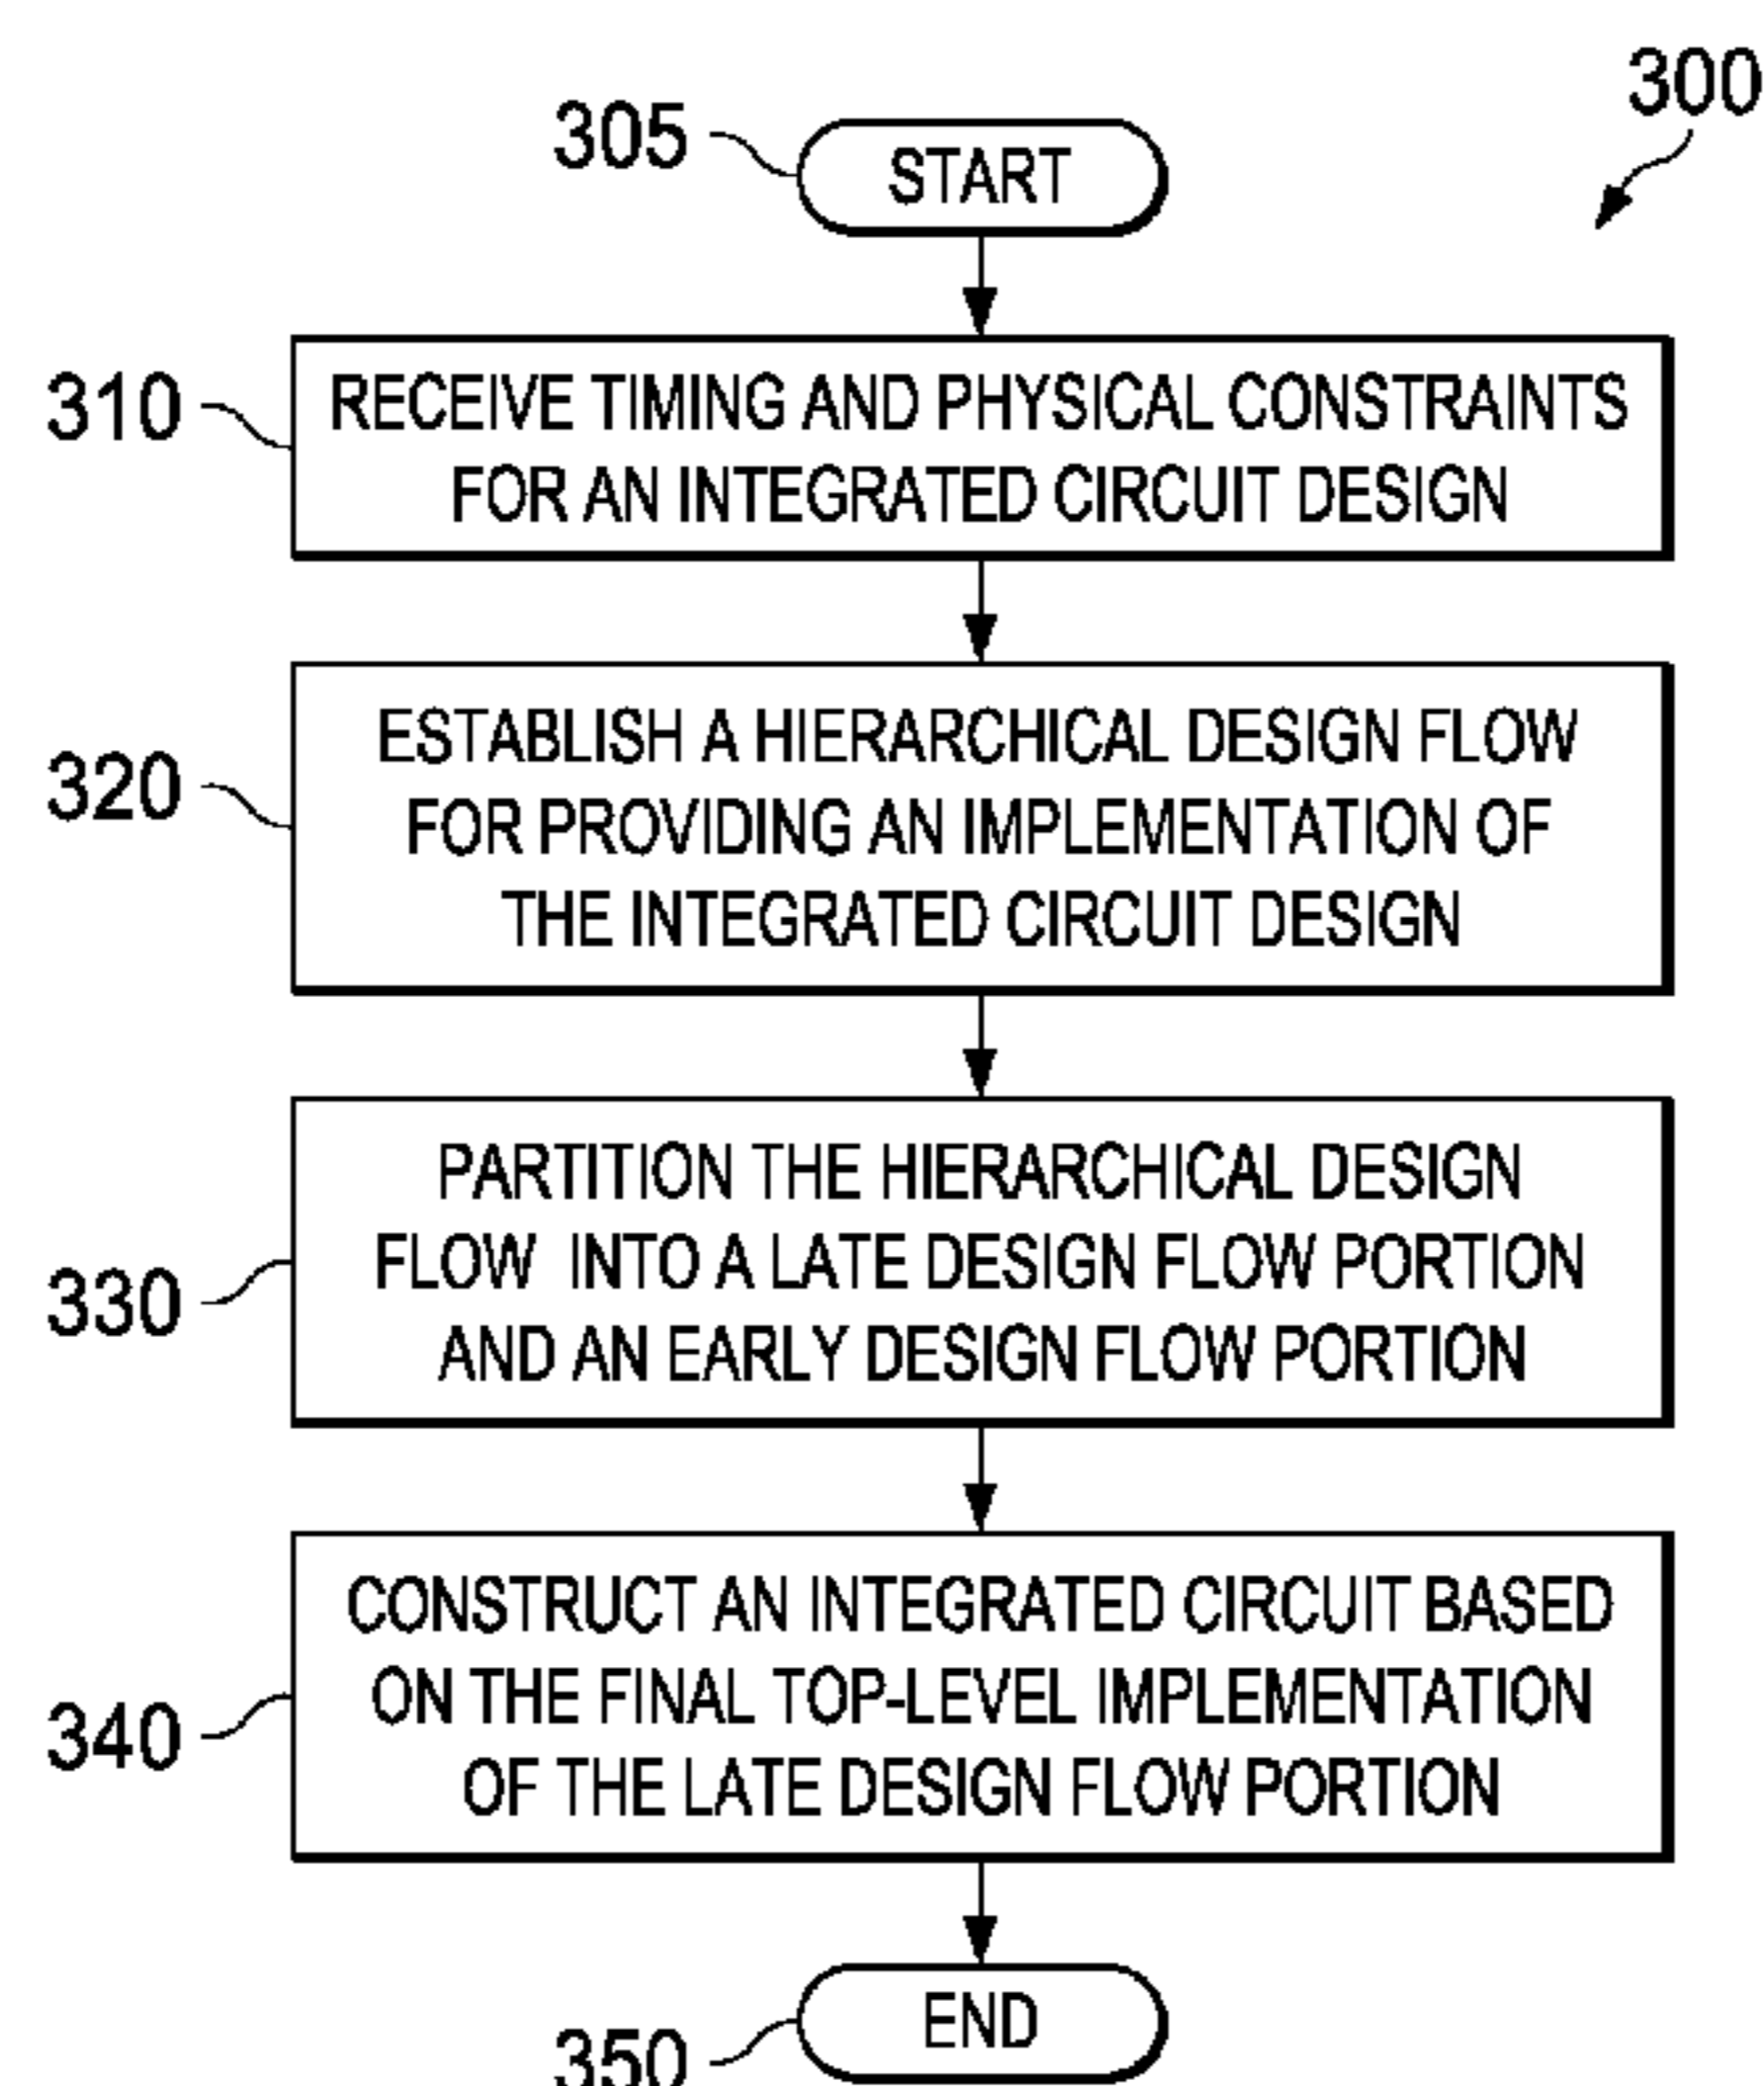 300
305
START
310
RECEIVE TIMING AND PHYSICAL CONSTRAINTS
FOR AN INTEGRATED CIRCUIT DESIGN
320
ESTABLISH A HIERARCHICAL DESIGN FLOW
FOR PROVIDING AN IMPLEMENTATION OF
THE INTEGRATED CIRCUIT DESIGN
330
PARTITION THE HIERARCHICAL DESIGN
FLOW INTO A LATE DESIGN FLOW PORTION
AND AN EARLY DESIGN FLOW PORTION
340
CONSTRUCT AN INTEGRATED CIRCUIT BASED
ON THE FINAL TOP-LEVEL IMPLEMENTATION
OF THE LATE DESIGN FLOW PORTION
END
350